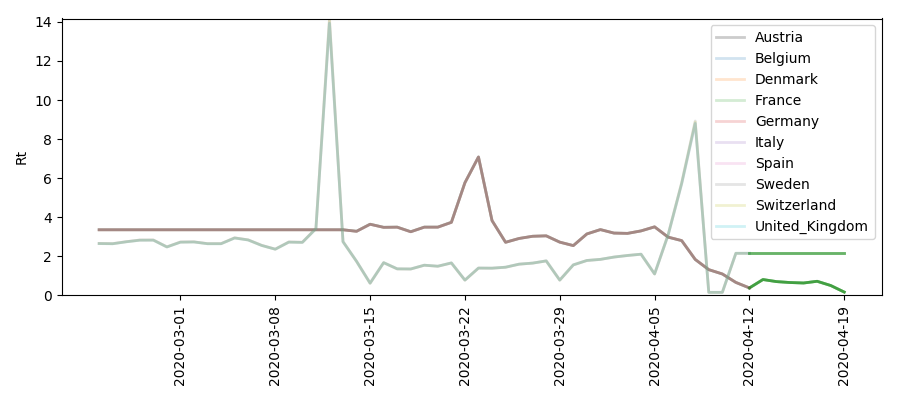 14
12
10
8
6
4
2
0
Rt
Austria
Belgium
Denmark
France
Germany
Italy
Spain
Sweden
Switzerland
United_Kingdom
2020-03-01
2020-03-08
2020-03-15
2020-03-22
2020-03-29
2020-04-05
2020-04-12
2020-04-19